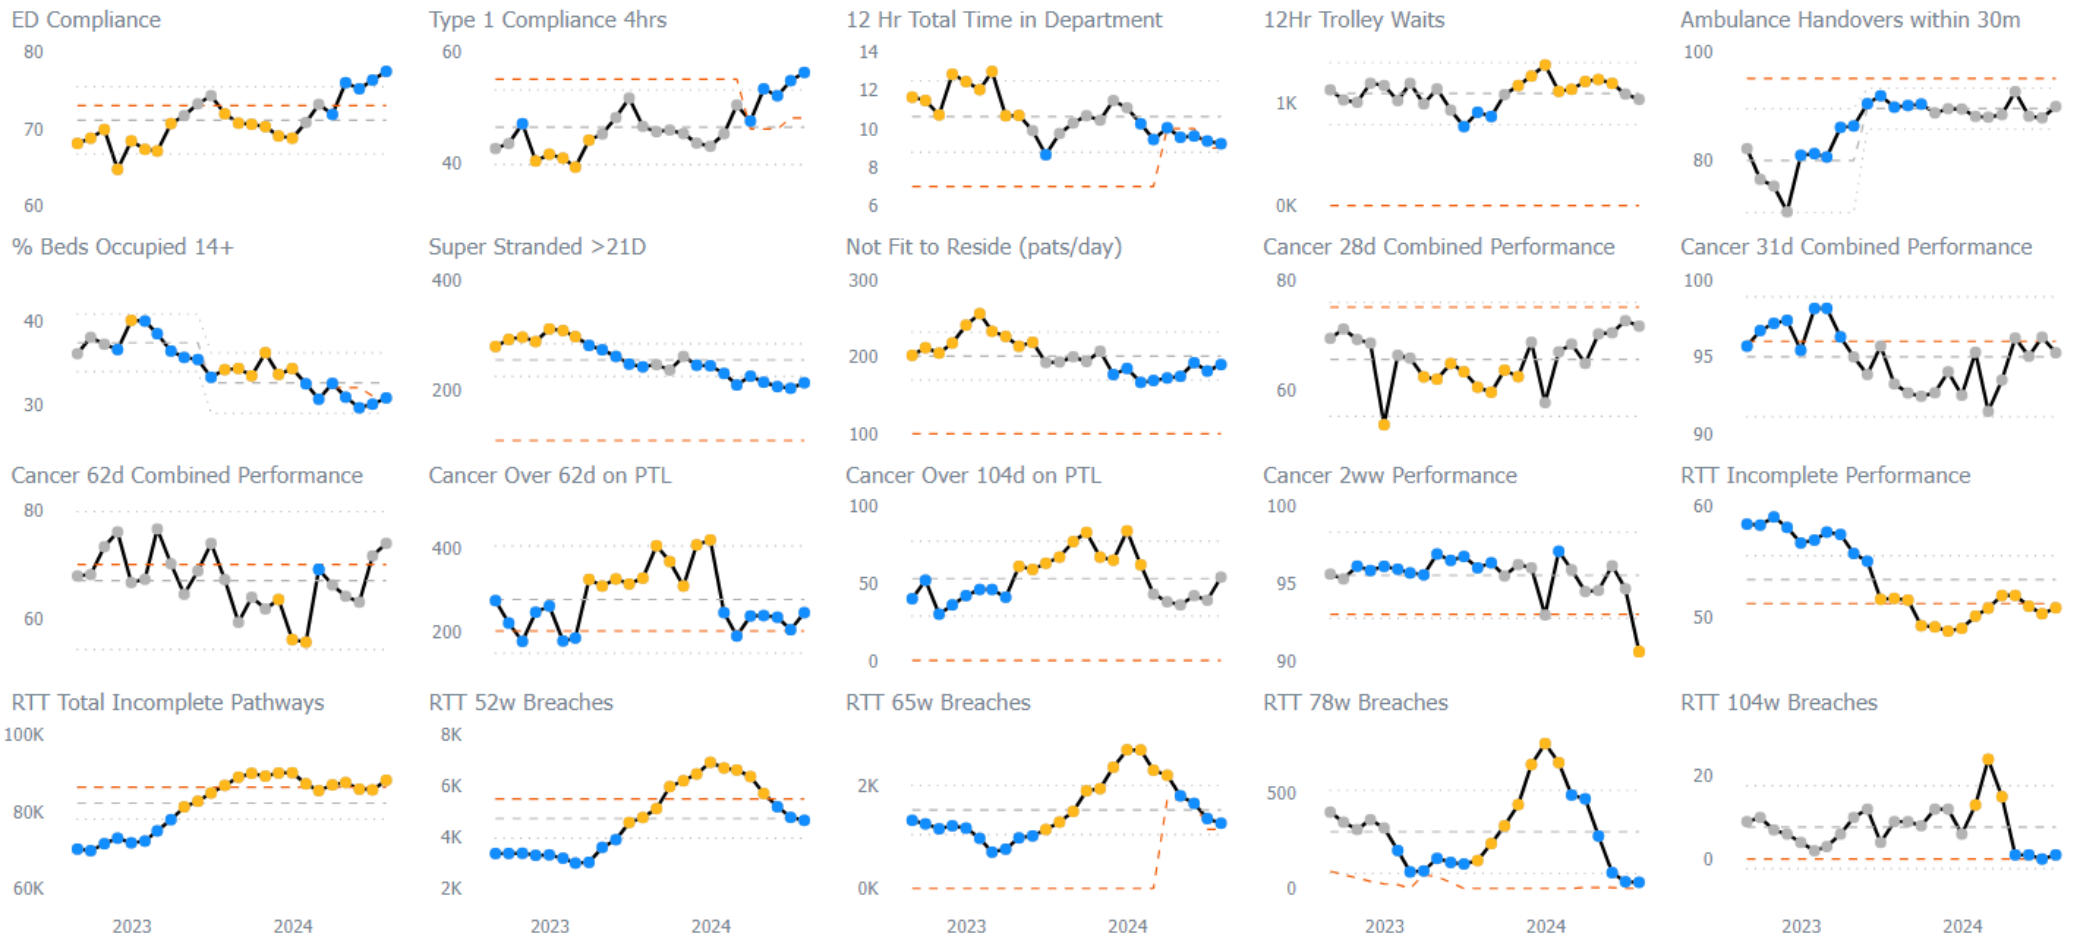 ED Compliance
80
70
60
Type 1 Compliance 4hrs
60
40
12 Hr Total Time in Department
14
12
10
8
6
12Hr Trolley Waits
1K
0K
Ambulance Handovers within 30m
100
80
% Beds Occupied 14+
40
30
Super Stranded >21D
400
200
Not Fit to Reside (pats/day)
300
200
100
Cancer 28d Combined Performance
80
60
Cancer 31d Combined Performance
100
95
90
Cancer 62d Combined Performance
80
60
Cancer Over 62d on PTL
400
200
Cancer Over 104d on PTL
100
50
0
Cancer 2ww Performance
100
95
90
RTT Incomplete Performance
60
50
RTT Total Incomplete Pathways
100K
80K
60K
2023 2024
RTT 52w Breaches
8K
6K
4K
2K
2023 2024
RTT 65w Breaches
2K
0K
2023 2024
RTT 78w Breaches
500
0
2023 2024
RTT 104w Breaches
20
0
2023 2024